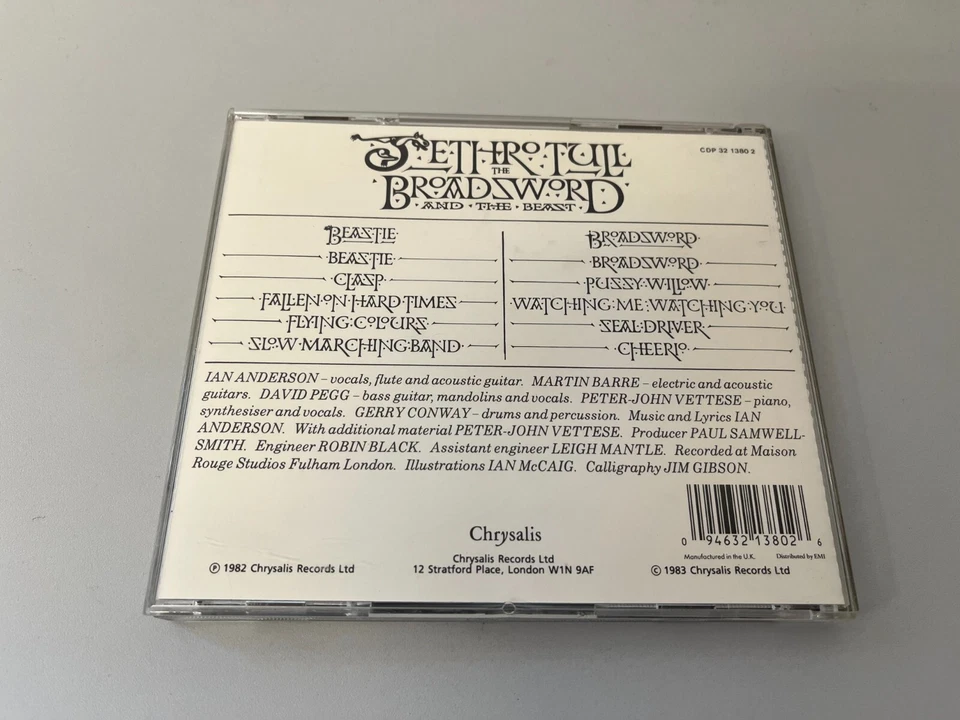 JETHRO TULL
CDP 32 1380 2
THE
BROADSWORD
AND · THE · BEAST
BEASTIE
BEASTIE
CLASP
FALLEN·ON·HARD·TIMES
FLYING:COLOURS
SLOW·MARCHING:BAND
BROADSWORD
BROADSWORD
PUSSY·WILLOW
WATCHING:ME:WATCHING:YOU
SEAL·DRIVER
CHEERIO
IAN ANDERSON – vocals, flute and acoustic guitar. MARTIN BARRE – electric and acoustic
guitars. DAVID PEGG – bass guitar, mandolins and vocals. PETER-JOHN VETTESE – piano,
synthesiser and vocals. GERRY CONWAY – drums and percussion. Music and Lyrics IAN
ANDERSON. With additional material PETER-JOHN VETTESE. Producer PAUL SAMWELL-
SMITH. Engineer ROBIN BLACK. Assistant engineer LEIGH MANTLE. Recorded at Maison
Rouge Studios Fulham London. Illustrations IAN McCAIG. Calligraphy JIM GIBSON.
0 94632 13802 6
Manufactured in the U.K. Distributed by EMI
Chrysalis
Chrysalis Records Ltd
12 Stratford Place, London W1N 9AF
℗ 1982 Chrysalis Records Ltd
© 1983 Chrysalis Records Ltd